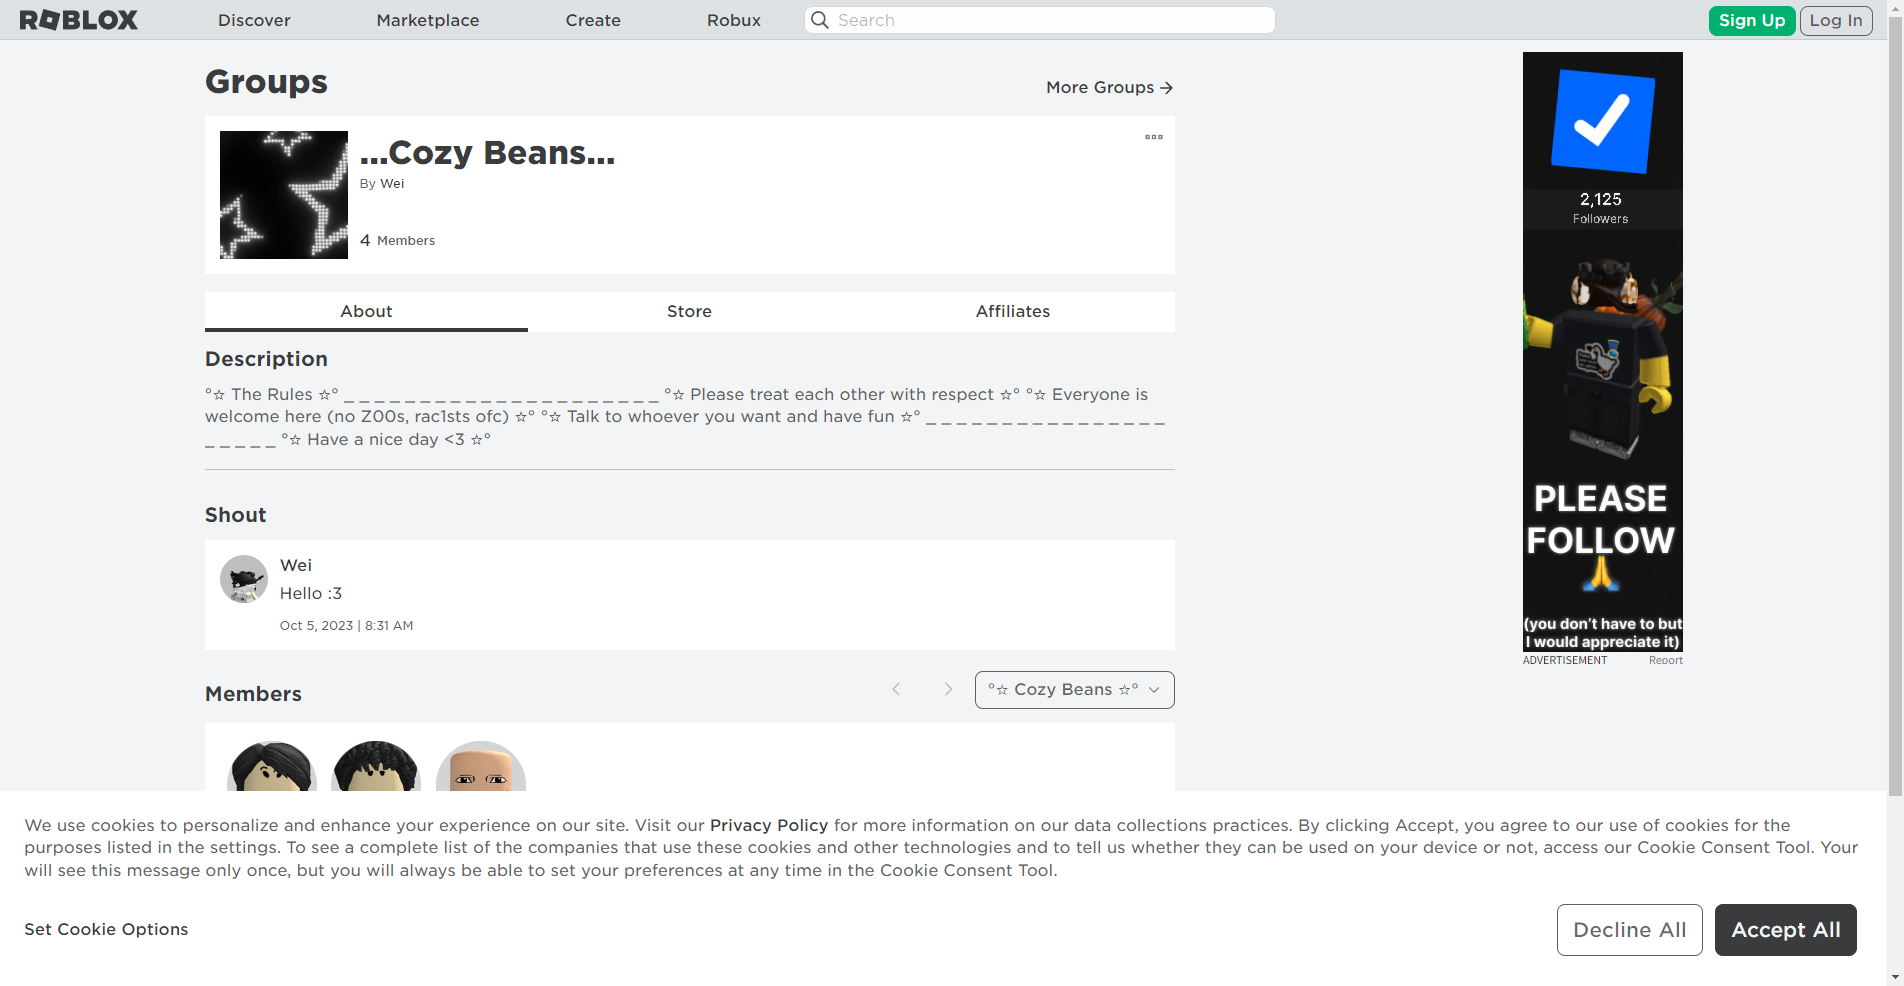 ROBLOX Discover Marketplace Create Robux Search Sign Up Log In
Groups
More Groups →
...Cozy Beans...
By Wei
4 Members
About Store Affiliates
Description
°☆ The Rules ☆° _ _ _ _ _ _ _ _ _ _ _ _ _ _ _ _ _ _ _ _ _ °☆ Please treat each other with respect ☆° °☆ Everyone is
welcome here (no Z00s, rac1sts ofc) ☆° °☆ Talk to whoever you want and have fun ☆° _ _ _ _ _ _ _ _ _ _ _ _ _ _ _ _
_ _ _ _ _ °☆ Have a nice day <3 ☆°
Shout
Wei
Hello :3
Oct 5, 2023 | 8:31 AM
Members
°☆ Cozy Beans ☆°
2,125
Followers
PLEASE
FOLLOW
🙏
(you don't have to but
I would appreciate it)
ADVERTISEMENT Report
We use cookies to personalize and enhance your experience on our site. Visit our Privacy Policy for more information on our data collections practices. By clicking Accept, you agree to our use of cookies for the
purposes listed in the settings. To see a complete list of the companies that use these cookies and other technologies and to tell us whether they can be used on your device or not, access our Cookie Consent Tool. Your
will see this message only once, but you will always be able to set your preferences at any time in the Cookie Consent Tool.
Set Cookie Options
Decline All
Accept All